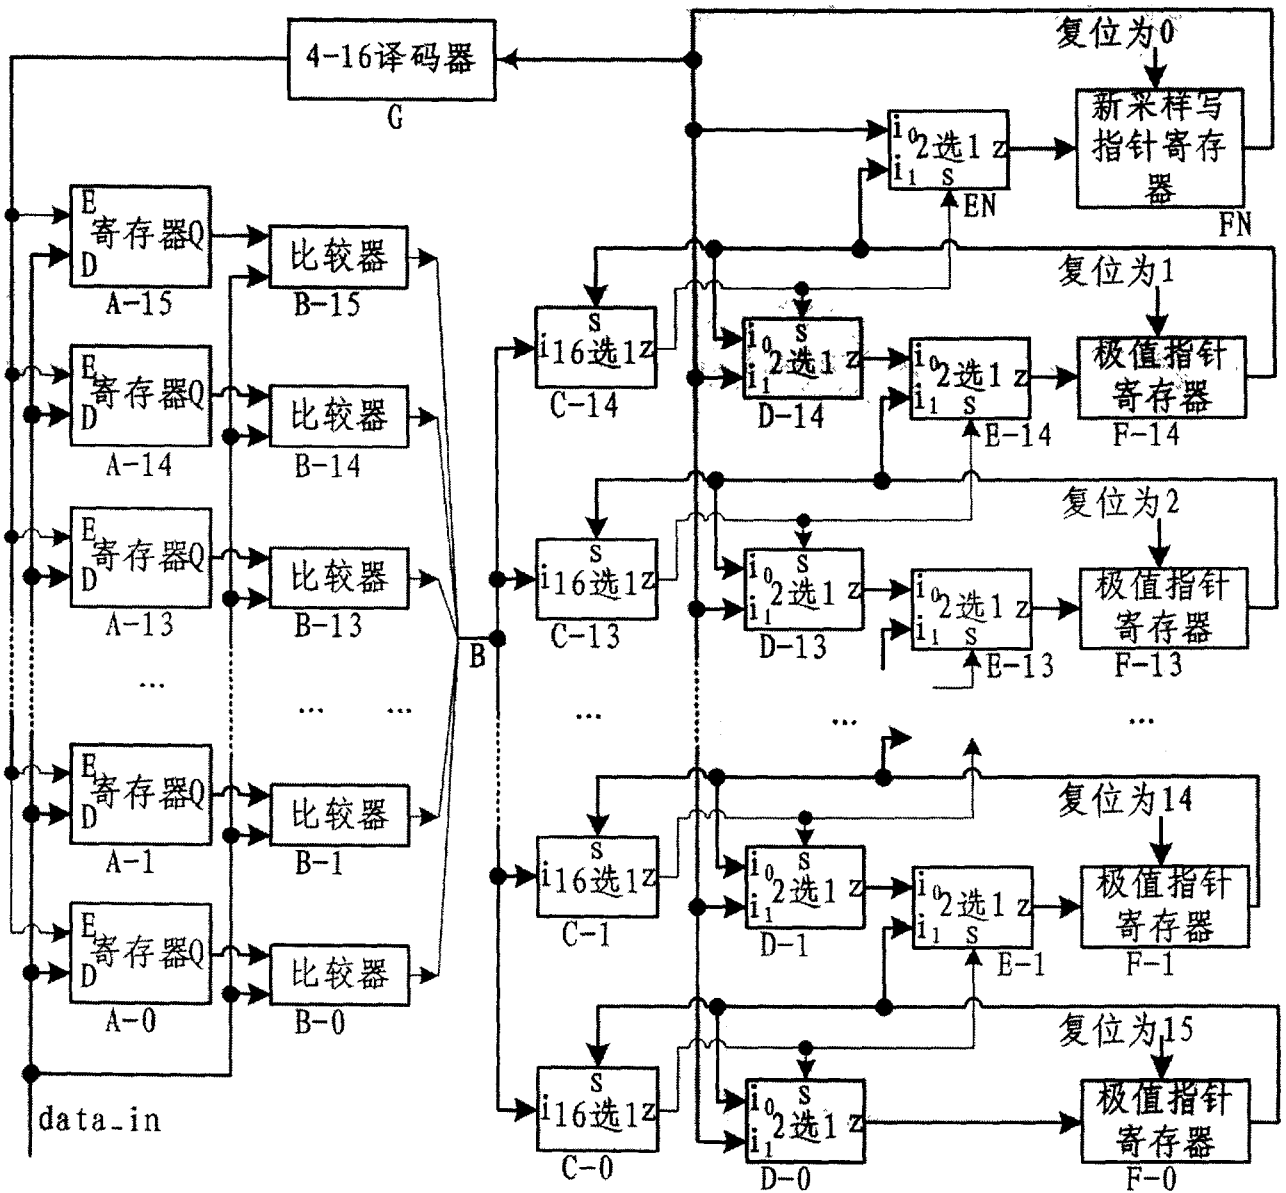 4-16译码器
G
复位为0
新采样写
指针寄存
器
FN
i0 2选1 z
i1
s
EN
E
寄存器Q
D
A-15
比较器
B-15
复位为1
s
i16选1z
C-14
s
i0 2选1 z
i1
D-14
i0 2选1 z
i1
s
E-14
极值指针
寄存器
F-14
E
寄存器Q
D
A-14
比较器
B-14
复位为2
s
i16选1z
C-13
s
i0 2选1 z
i1
D-13
i0 2选1 z
i1
s
E-13
极值指针
寄存器
F-13
E
寄存器Q
D
A-13
比较器
B-13
B
...
... ...
...
...
...
E
寄存器Q
D
A-1
比较器
B-1
复位为14
s
i16选1z
C-1
s
i0 2选1 z
i1
D-1
i0 2选1 z
i1
s
E-1
极值指针
寄存器
F-1
E
寄存器Q
D
A-0
比较器
B-0
复位为15
s
i16选1z
C-0
s
i0 2选1 z
i1
D-0
极值指针
寄存器
F-0
data_in